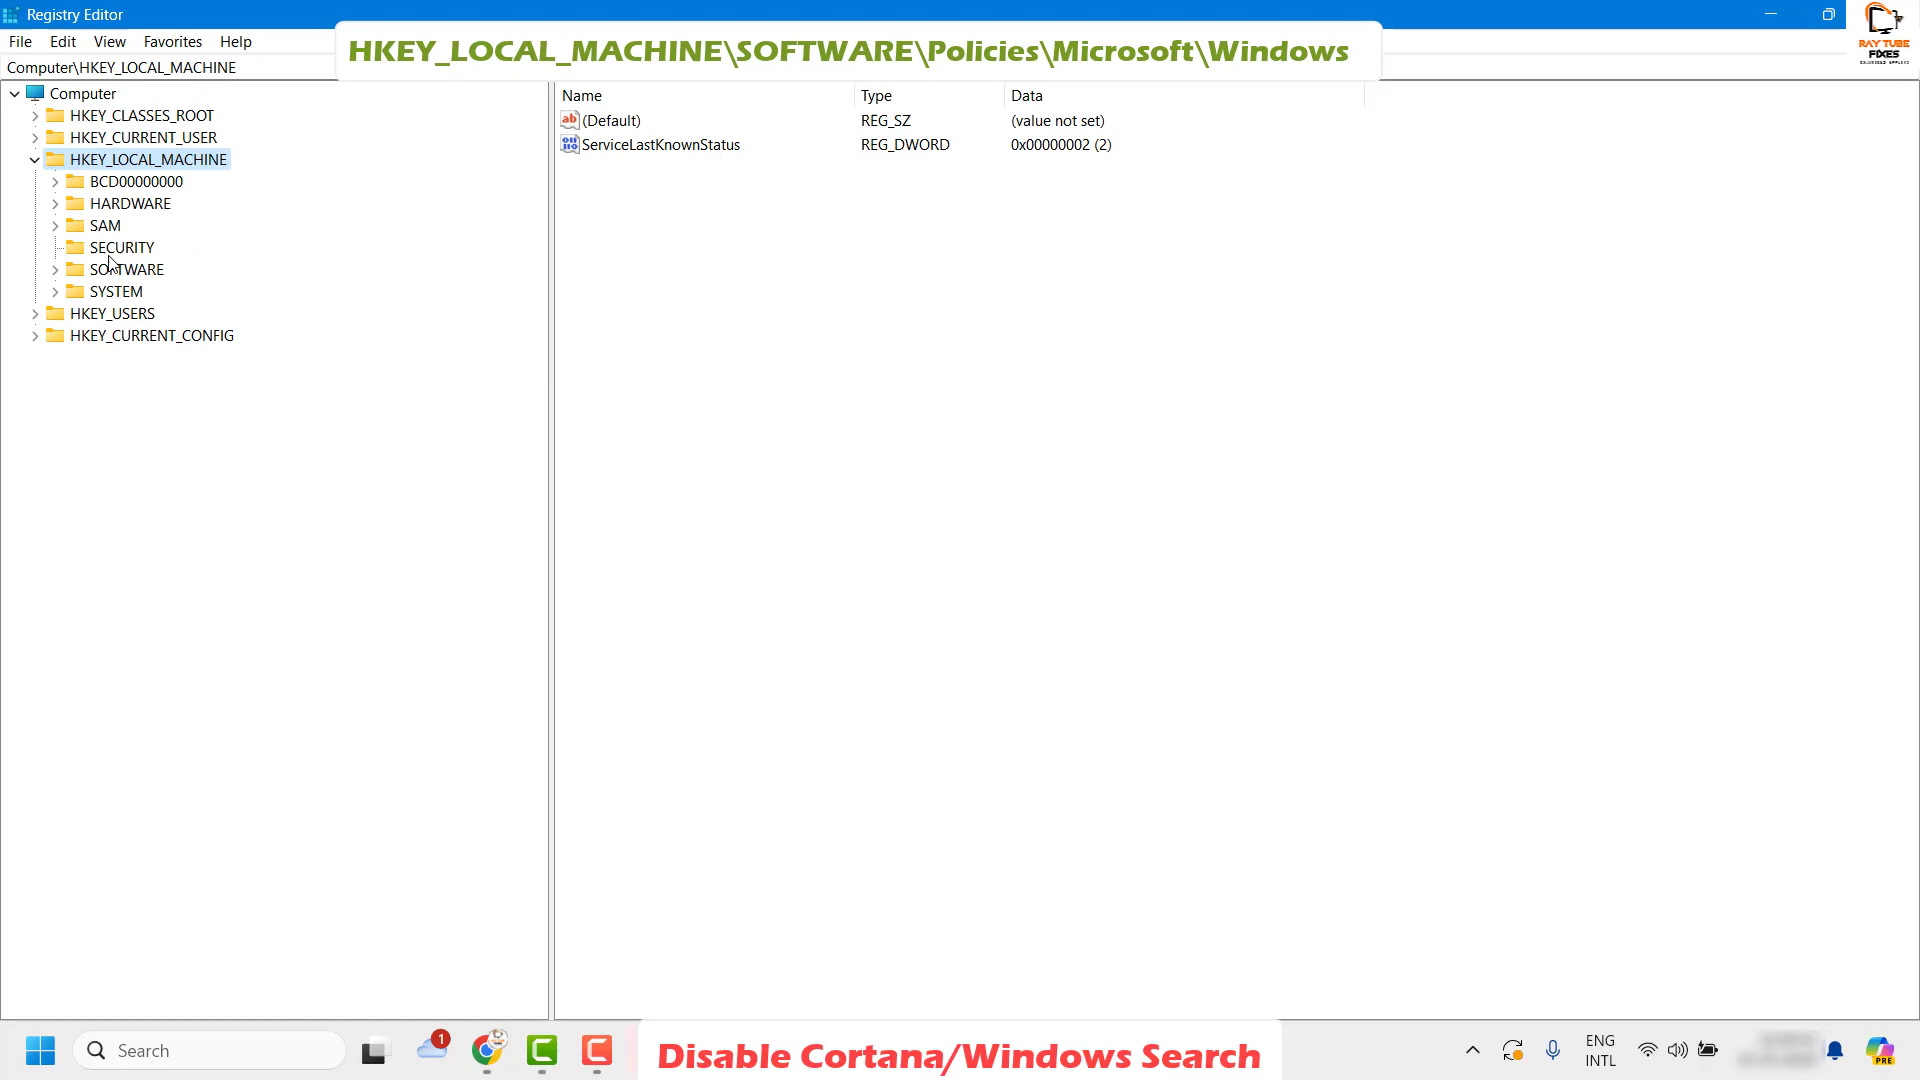 Registry Editor
File Edit View Favorites Help
HKEY_LOCAL_MACHINE\SOFTWARE\Policies\Microsoft\Windows
RAY TUBE
FIXES
Computer\HKEY_LOCAL_MACHINE
Computer
HKEY_CLASSES_ROOT
HKEY_CURRENT_USER
HKEY_LOCAL_MACHINE
BCD00000000
HARDWARE
SAM
SECURITY
SOFTWARE
SYSTEM
HKEY_USERS
HKEY_CURRENT_CONFIG
Name Type Data
(Default) REG_SZ (value not set)
ServiceLastKnownStatus REG_DWORD 0x00000002 (2)
Search
1
Disable Cortana/Windows Search
ENG
INTL
PRE